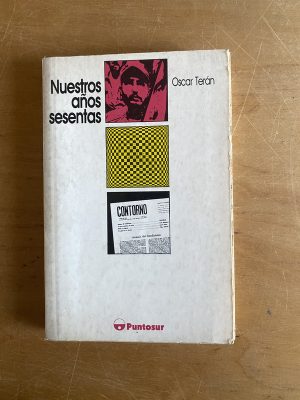 Nuestros
años
sesentas
Oscar Terán
CONTORNO
Puntosur